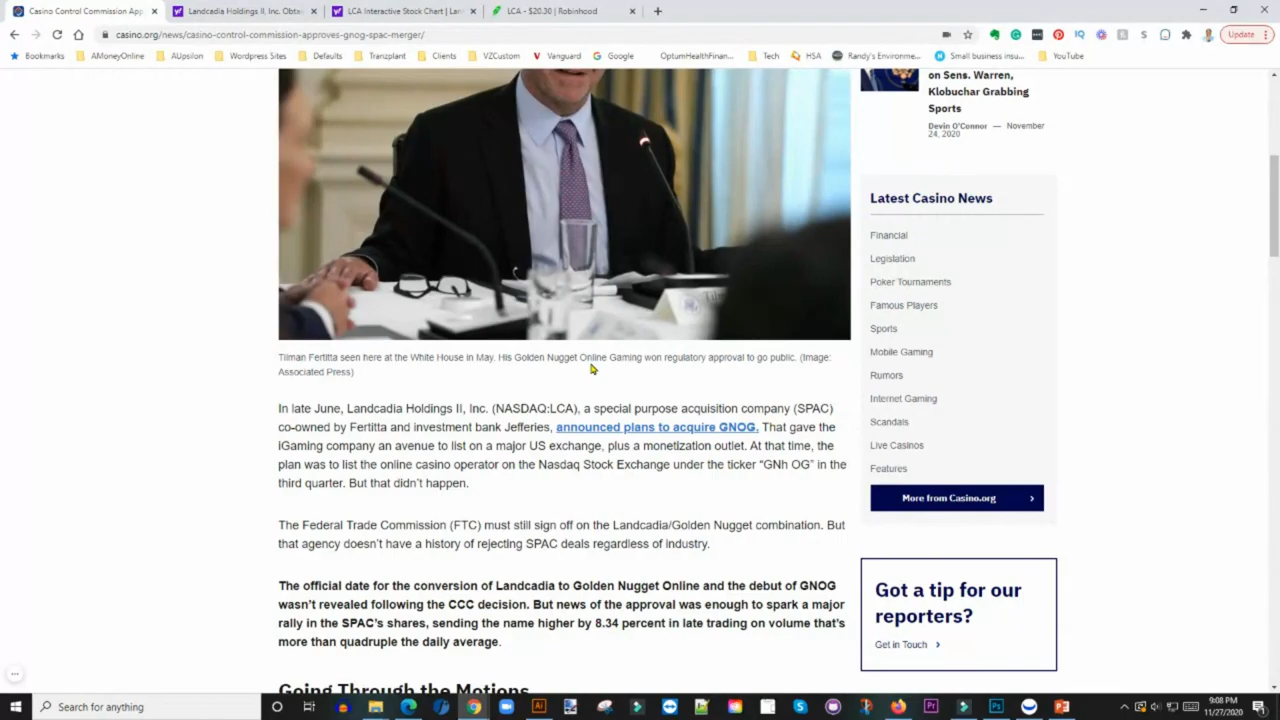 Casino Control Commission App
Landcadia Holdings II, Inc. Obtai
LCA Interactive Stock Chart | Lan
LCA - $20.30 | Robinhood
casino.org/news/casino-control-commission-approves-gnog-spac-merger/
Update
Bookmarks
AMoneyOnline
AUpsilon
Wordpress Sites
Defaults
Tranzplant
Clients
VZCustom
Vanguard
Google
OptumHealthFinan...
Tech
HSA
Randy's Environme...
Small business insu...
YouTube
on Sens. Warren,
Klobuchar Grabbing
Sports
Devin O'Connor — November
24, 2020
Latest Casino News
Financial
Legislation
Poker Tournaments
Famous Players
Sports
Mobile Gaming
Rumors
Internet Gaming
Scandals
Live Casinos
Features
More from Casino.org
Got a tip for our
reporters?
Get in Touch
Tilman Fertitta seen here at the White House in May. His Golden Nugget Online Gaming won regulatory approval to go public. (Image:
Associated Press)
In late June, Landcadia Holdings II, Inc. (NASDAQ:LCA), a special purpose acquisition company (SPAC)
co-owned by Fertitta and investment bank Jefferies, announced plans to acquire GNOG. That gave the
iGaming company an avenue to list on a major US exchange, plus a monetization outlet. At that time, the
plan was to list the online casino operator on the Nasdaq Stock Exchange under the ticker “GNh OG” in the
third quarter. But that didn’t happen.
The Federal Trade Commission (FTC) must still sign off on the Landcadia/Golden Nugget combination. But
that agency doesn’t have a history of rejecting SPAC deals regardless of industry.
The official date for the conversion of Landcadia to Golden Nugget Online and the debut of GNOG
wasn’t revealed following the CCC decision. But news of the approval was enough to spark a major
rally in the SPAC’s shares, sending the name higher by 8.34 percent in late trading on volume that’s
more than quadruple the daily average.
Going Through the Motions
Search for anything
9:08 PM
11/27/2020